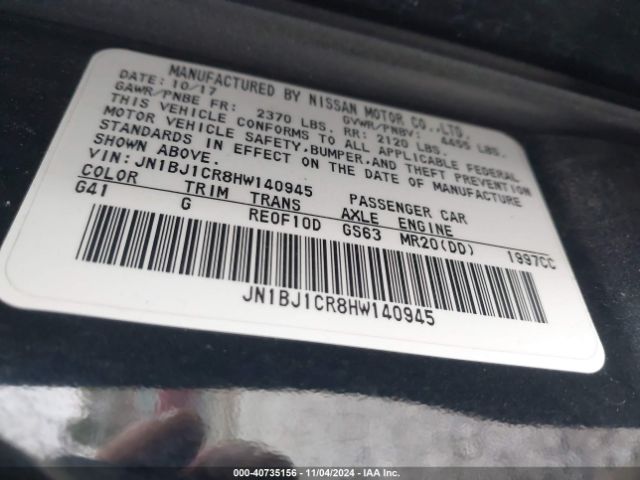 MANUFACTURED BY NISSAN MOTOR CO.,LTD.
DATE: 10/17 GVWR/PNBV: 4455 LBS.
GAWR/PNBE FR: 2370 LBS. RR: 2120 LBS.
THIS VEHICLE CONFORMS TO ALL APPLICABLE FEDERAL
MOTOR VEHICLE SAFETY,BUMPER,AND THEFT PREVENTION
STANDARDS IN EFFECT ON THE DATE OF MANUFACTURE
SHOWN ABOVE.
VIN: JN1BJ1CR8HW140945 PASSENGER CAR
COLOR TRIM TRANS AXLE ENGINE
G41 G RE0F10D GS63 MR20(DD) 1997CC
JN1BJ1CR8HW140945
000-40735156 - 11/04/2024 - IAA Inc.